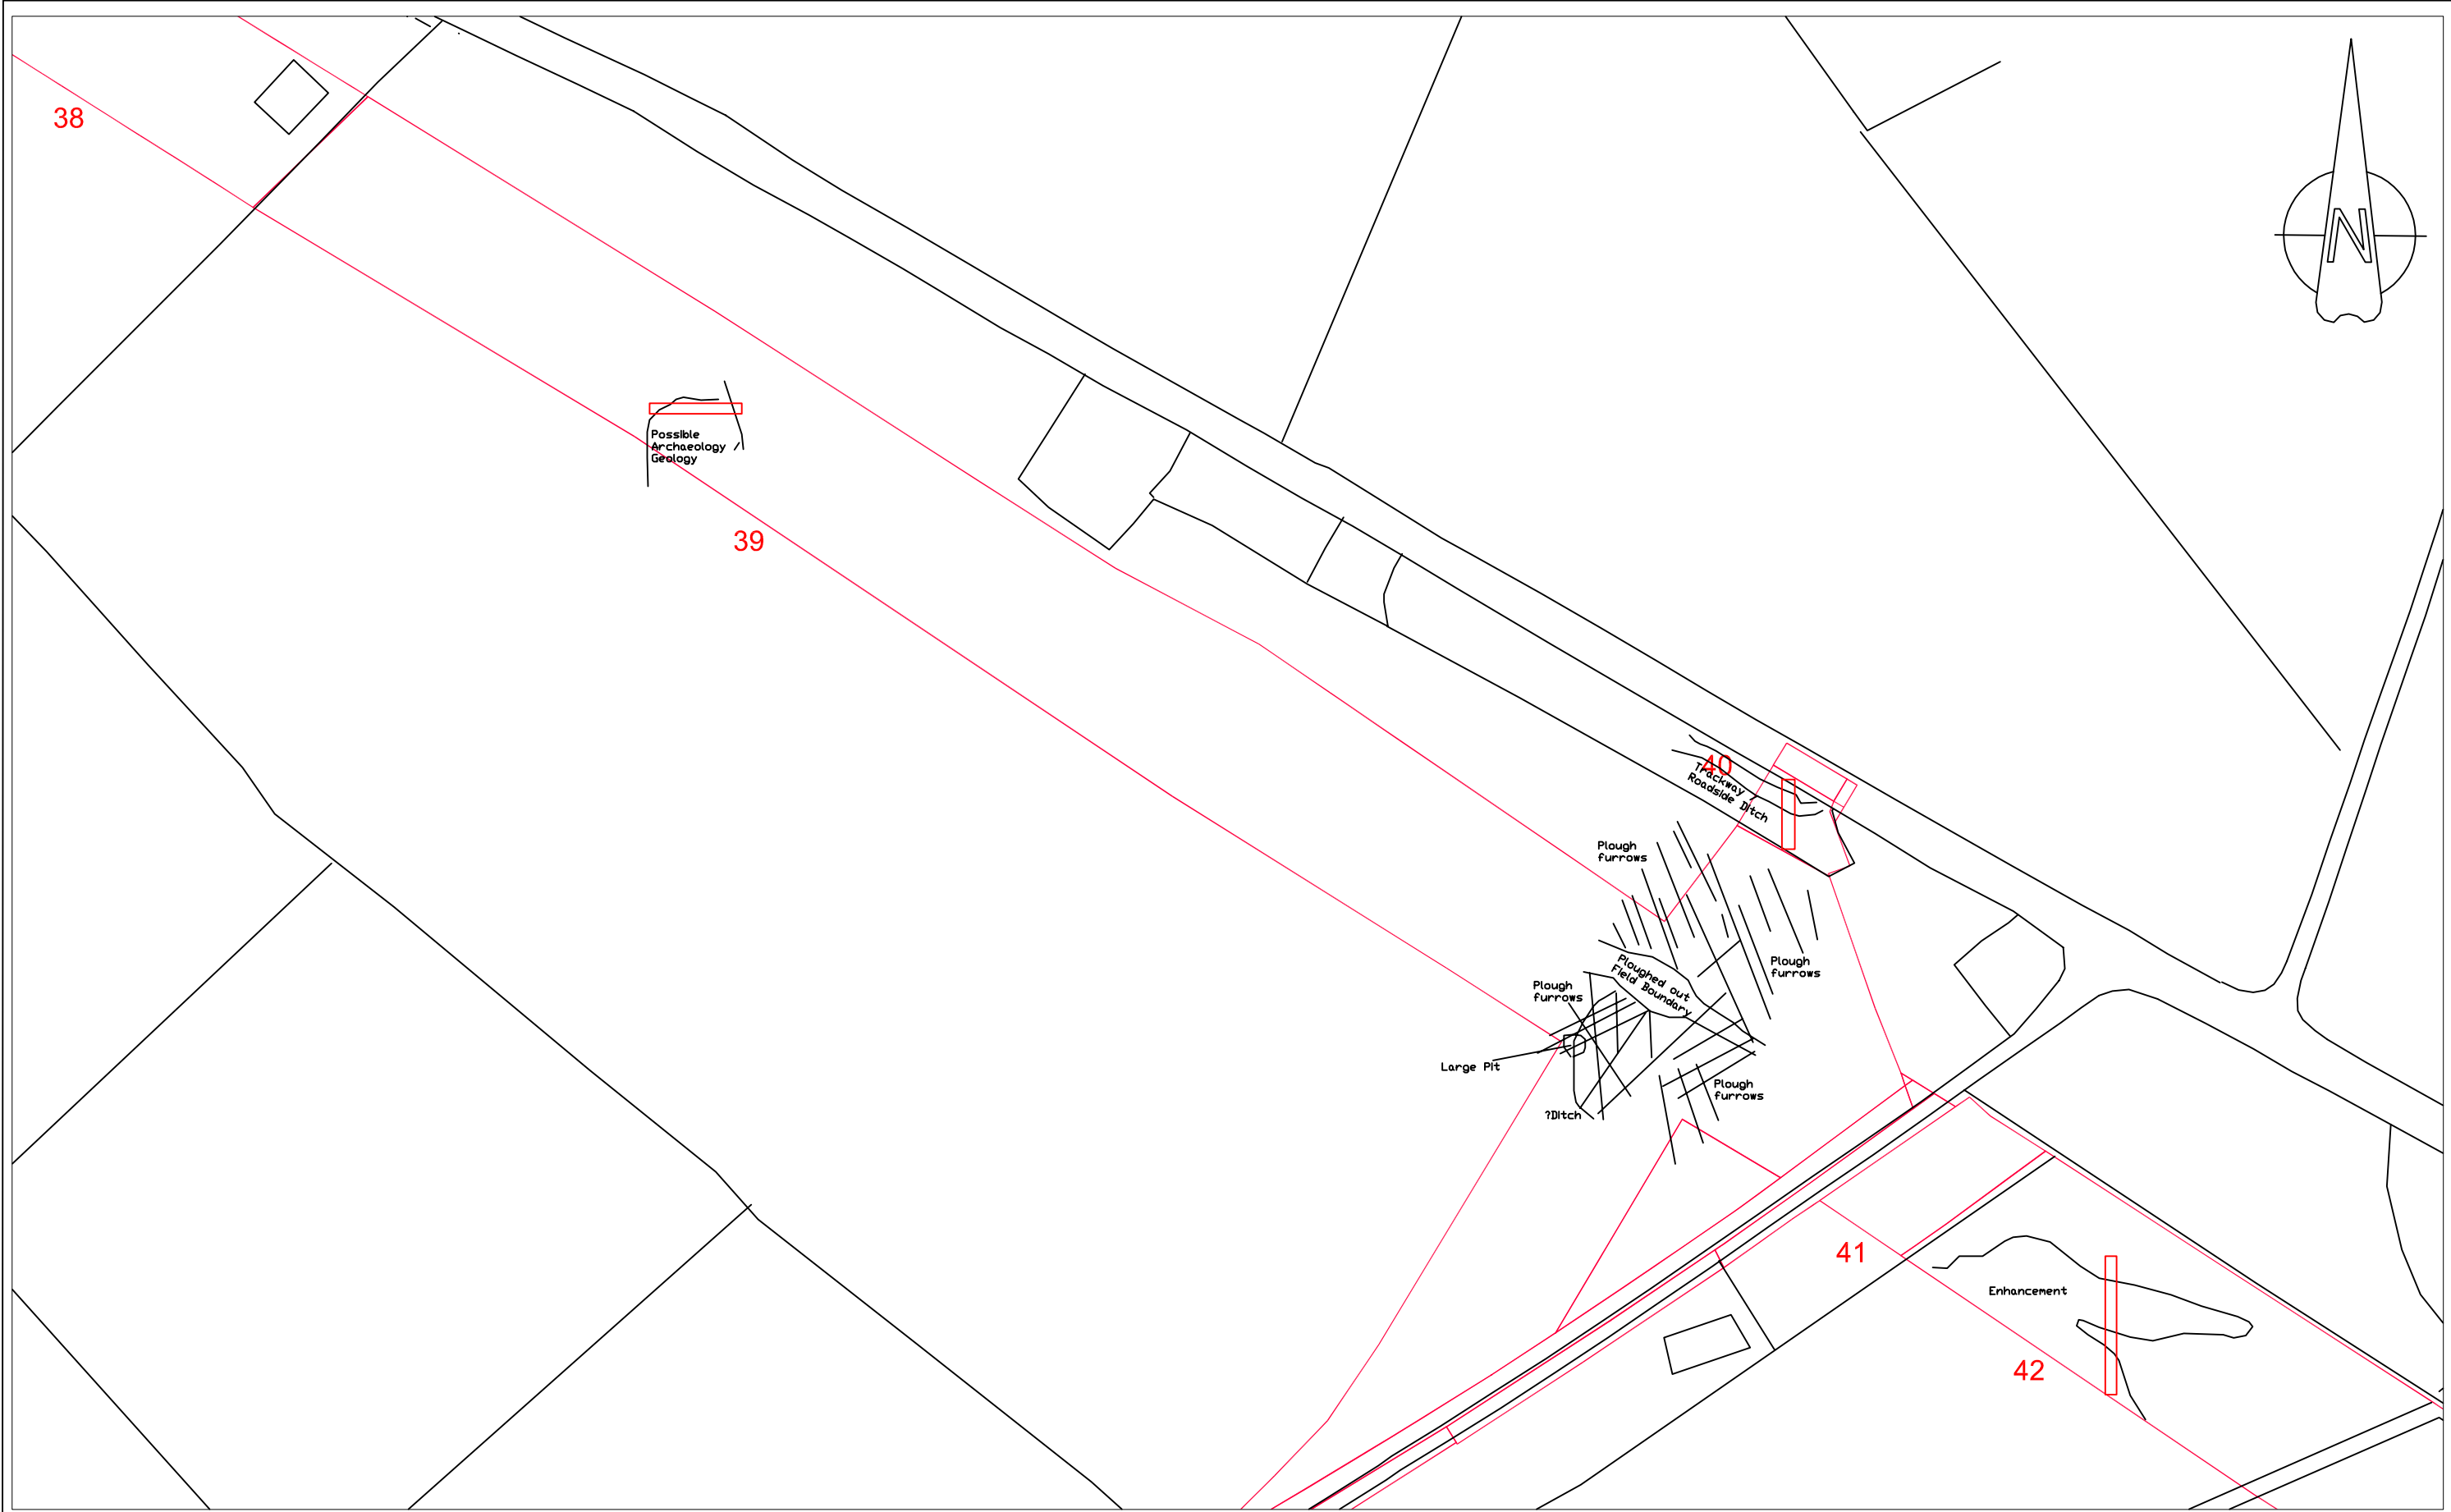 38
N
Possible
Archaeology /
Geology
39
40
Trackway /
Roadside Ditch
Plough
furrows
Ploughed out
Field Boundary
Plough
furrows
Plough
furrows
Large Pit
Plough
furrows
?Ditch
41
Enhancement
42